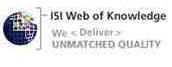 ISI Web of Knowledge
We < Deliver >
UNMATCHED QUALITY